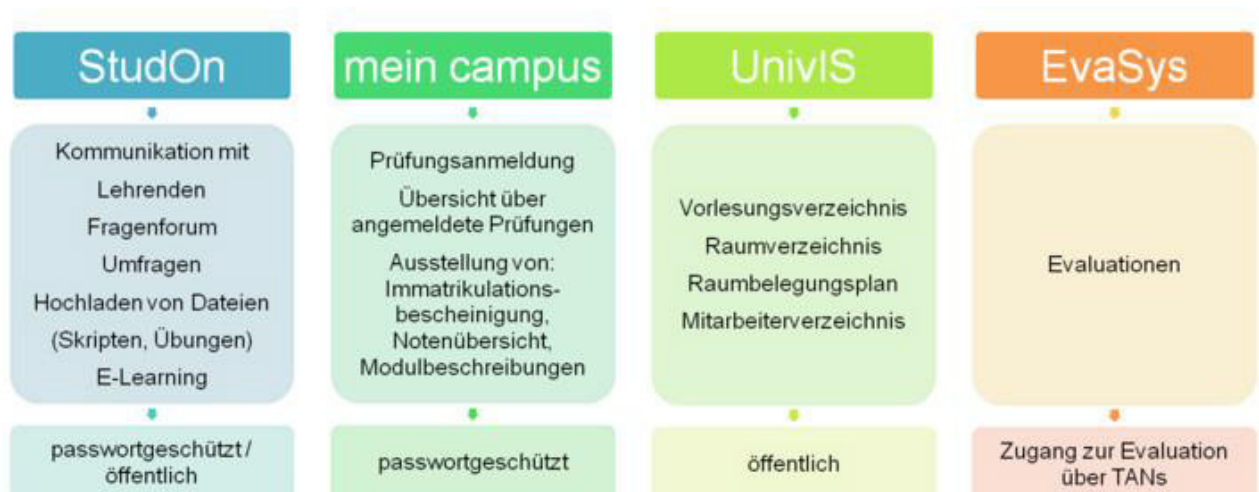 StudOn
Kommunikation mit
Lehrenden
Fragenforum
Umfragen
Hochladen von Dateien
(Skripten, Übungen)
E-Learning
passwortgeschützt /
öffentlich
mein campus
Prüfungsanmeldung
Übersicht über
angemeldete Prüfungen
Ausstellung von:
Immatrikulations-
bescheinigung,
Notenübersicht,
Modulbeschreibungen
passwortgeschützt
UnivIS
Vorlesungsverzeichnis
Raumverzeichnis
Raumbelegungsplan
Mitarbeiterverzeichnis
öffentlich
EvaSys
Evaluationen
Zugang zur Evaluation
über TANs